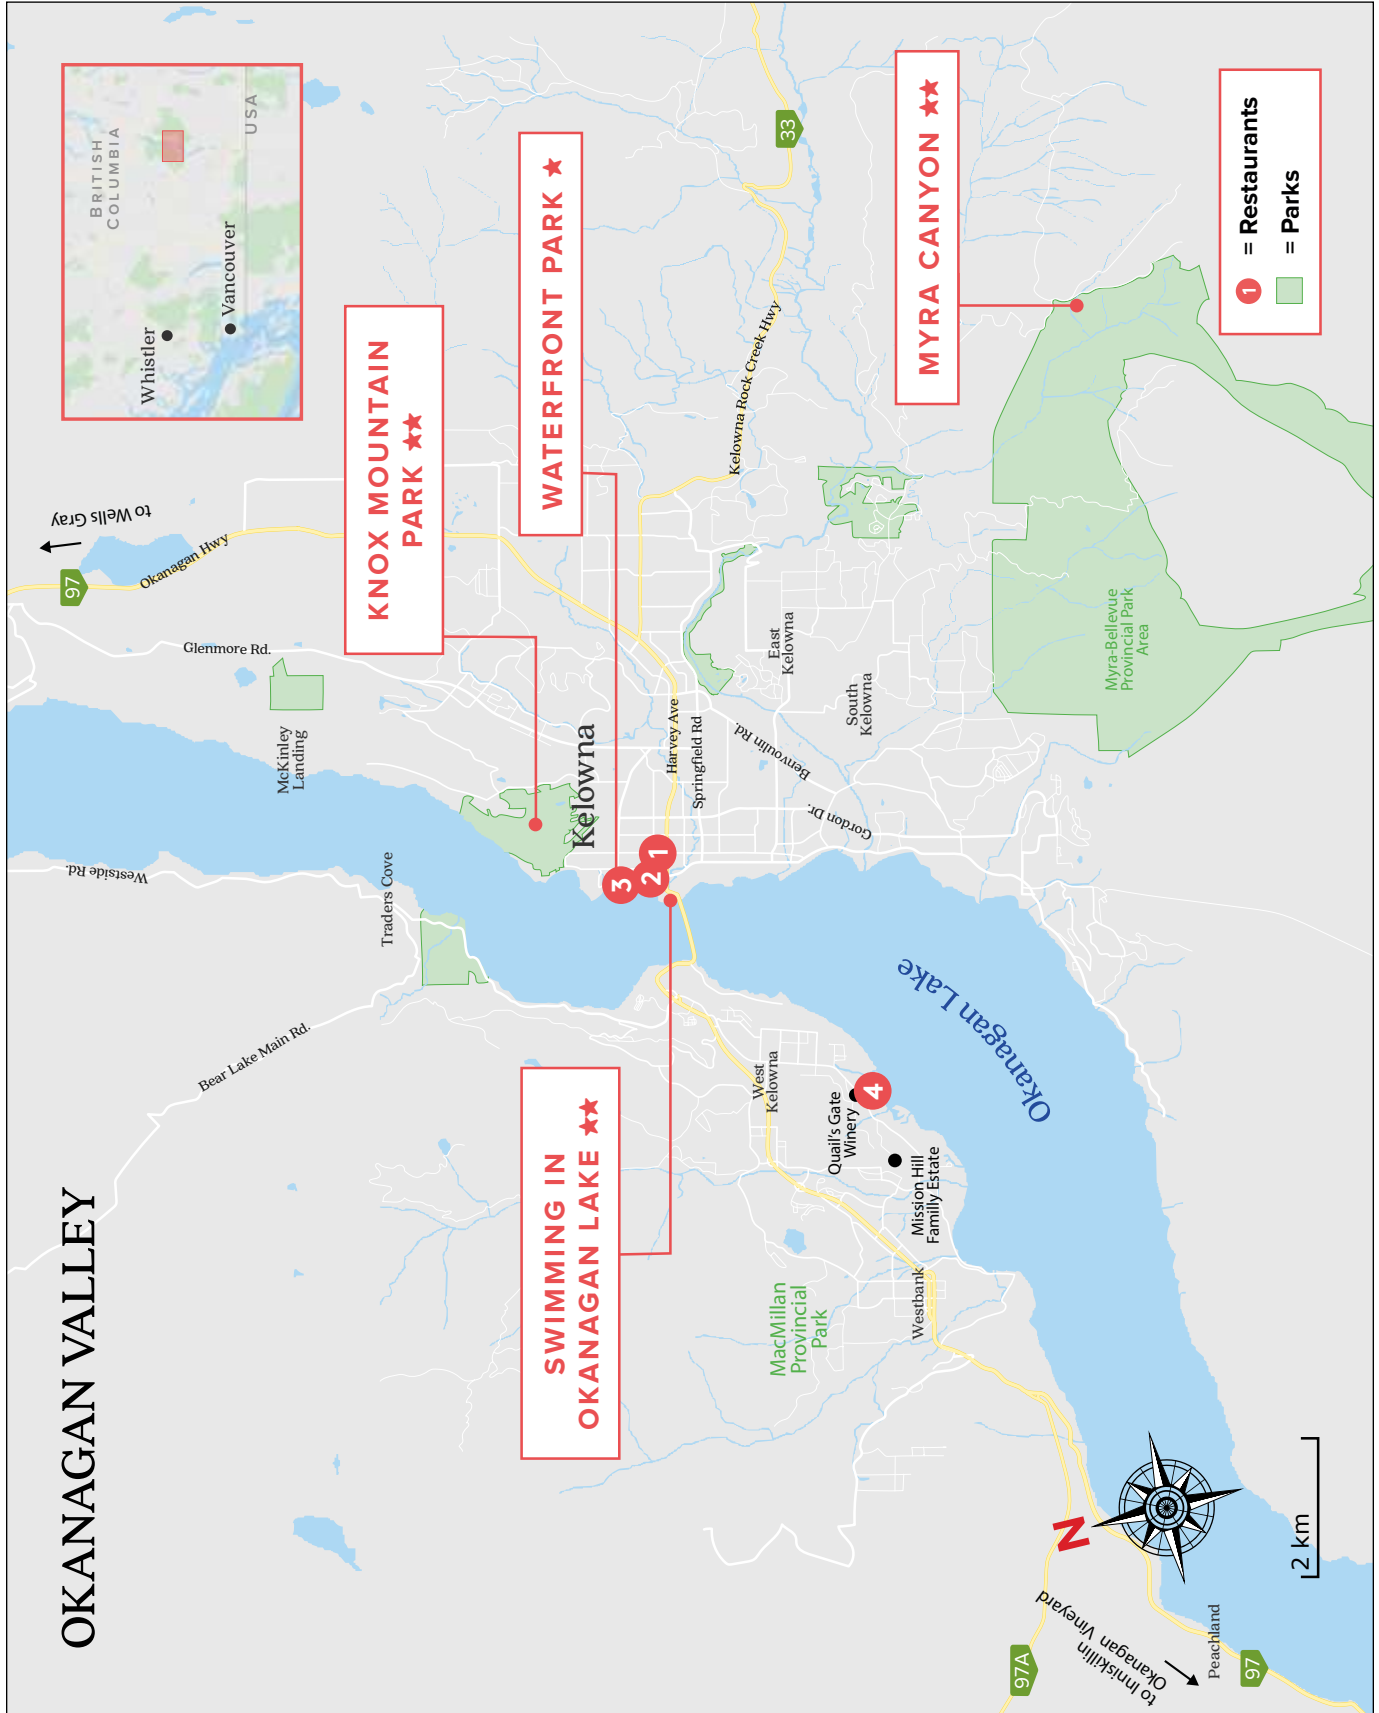 OKANAGAN VALLEY
BRITISH
COLUMBIA
USA
Whistler
Vancouver
to Wells Gray
97
Okanagan Hwy
Glenmore Rd.
McKinley
Landing
Westside Rd.
Traders Cove
Bear Lake Main Rd.
KNOX MOUNTAIN
PARK ★★
WATERFRONT PARK ★
SWIMMING IN
OKANAGAN LAKE ★★
MYRA CANYON ★★
33
Kelowna Rock Creek Hwy
Kelowna
3
2
1
Harvey Ave
Springfield Rd
Benvoulin Rd.
Gordon Dr.
East
Kelowna
South
Kelowna
Myra-Bellevue
Provincial Park
Area
West
Kelowna
Quail's Gate
Winery
4
Mission Hill
Familly Estate
Okanagan Lake
MacMillan
Provincial
Park
Westbank
97A
to Inniskillin
Okanagan Vineyard
Peachland
97
N
2 km
1 = Restaurants
= Parks